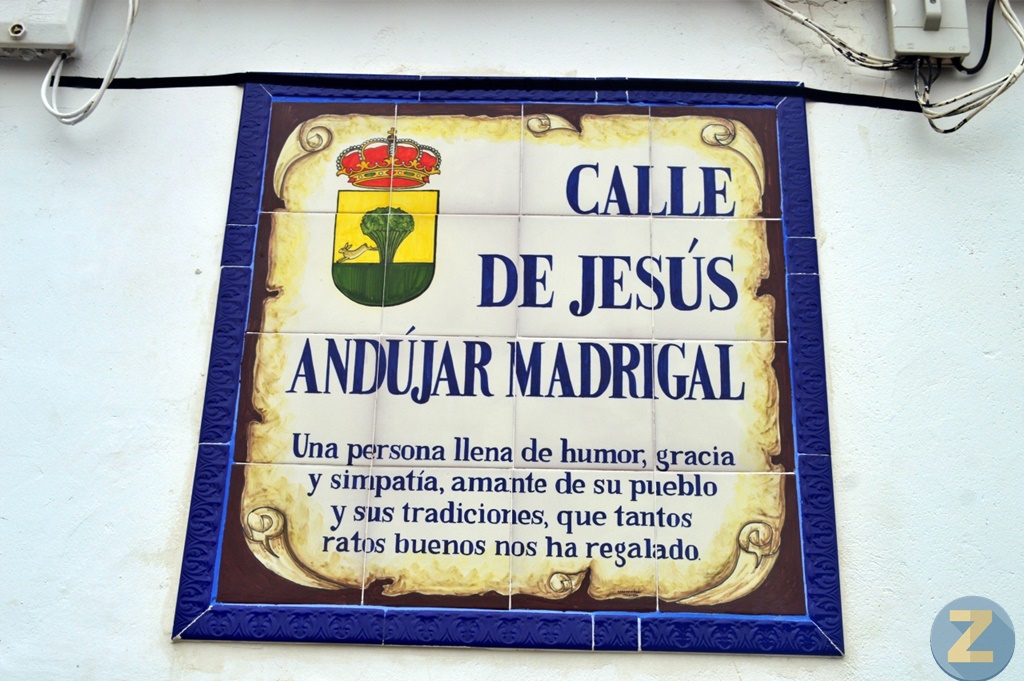 CALLE
DE JESÚS
ANDÚJAR MADRIGAL
Una persona llena de humor, gracia
y simpatía, amante de su pueblo
y sus tradiciones, que tantos
ratos buenos nos ha regalado.
Z